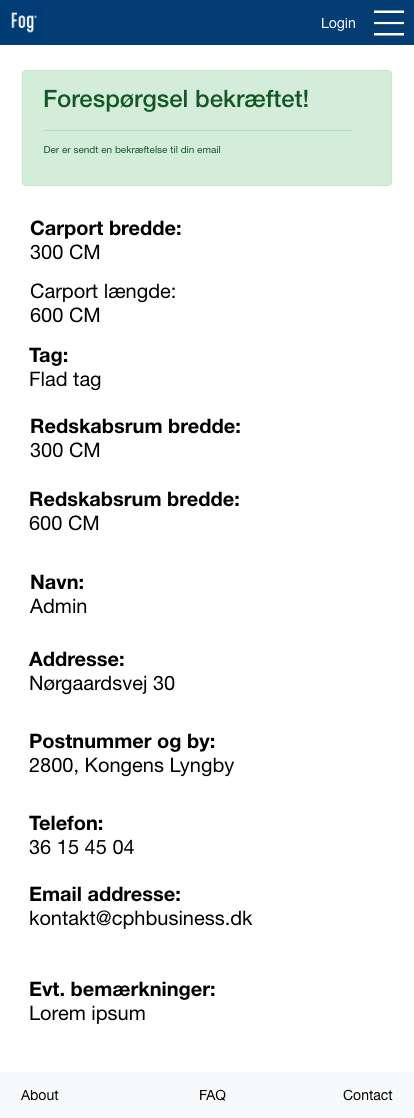 Fog
Login
Forespørgsel bekræftet!
Der er sendt en bekræftelse til din email
Carport bredde:
300 CM
Carport længde:
600 CM
Tag:
Flad tag
Redskabsrum bredde:
300 CM
Redskabsrum bredde:
600 CM
Navn:
Admin
Addresse:
Nørgaardsvej 30
Postnummer og by:
2800, Kongens Lyngby
Telefon:
36 15 45 04
Email addresse:
kontakt@cphbusiness.dk
Evt. bemærkninger:
Lorem ipsum
About
FAQ
Contact